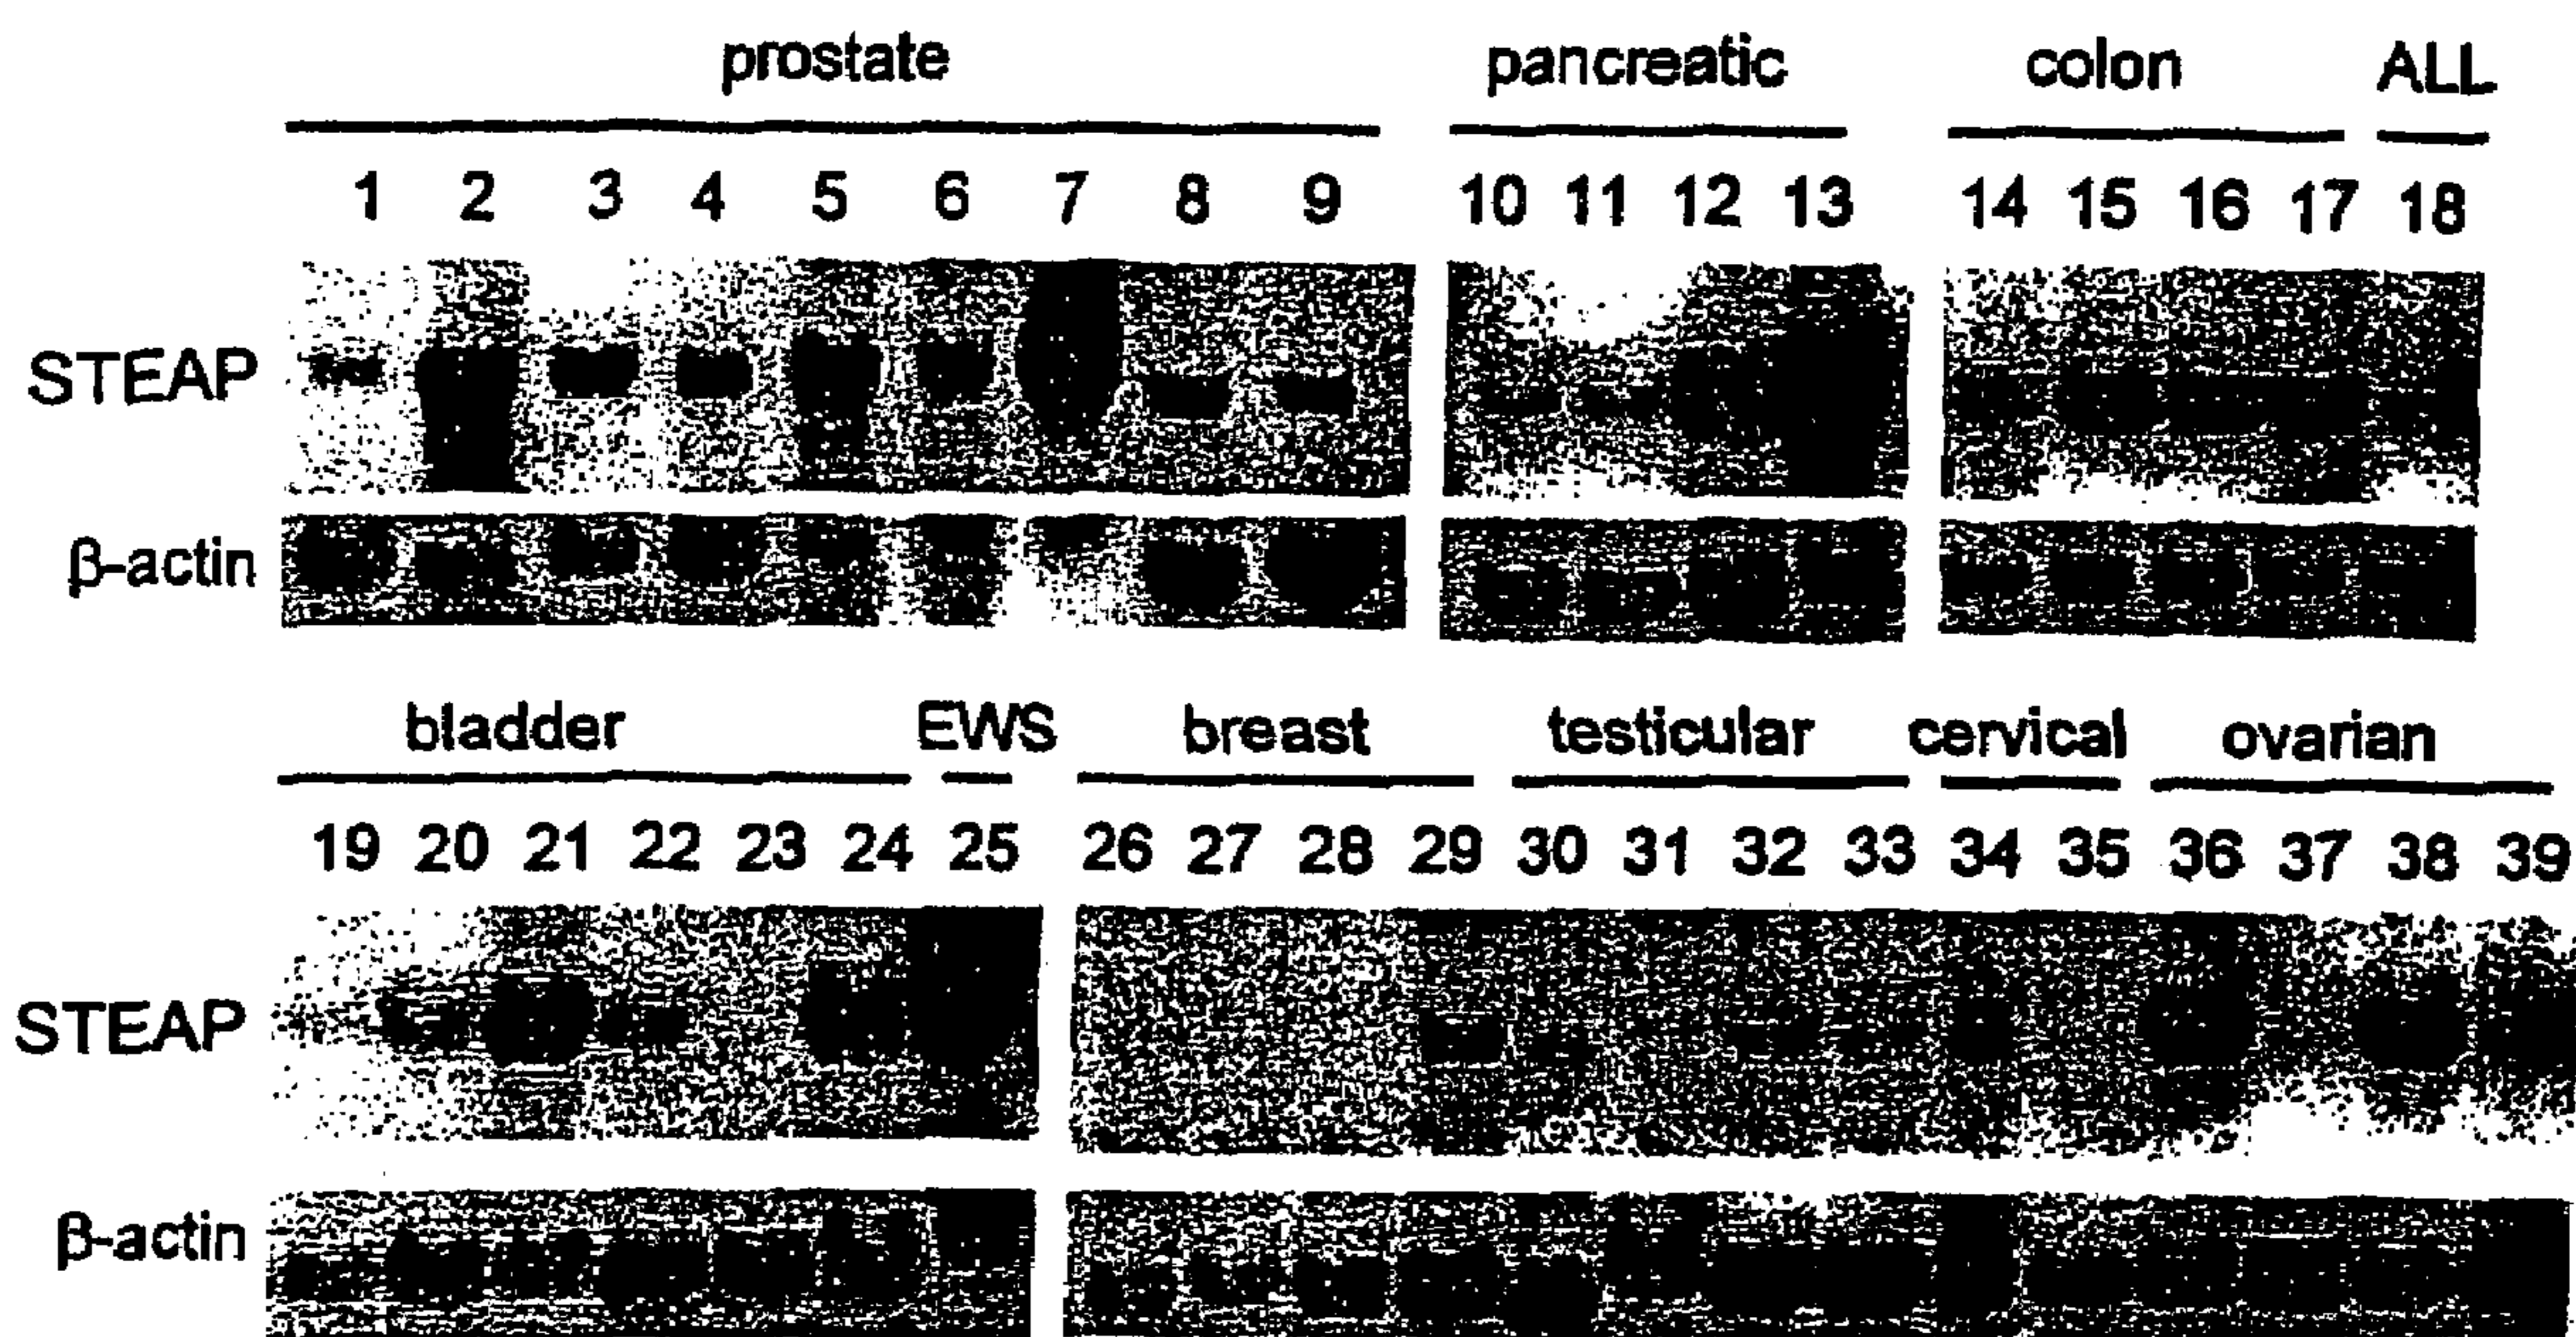 prostate pancreatic colon ALL
1 2 3 4 5 6 7 8 9 10 11 12 13 14 15 16 17 18
STEAP
β-actin
bladder EWS breast testicular cervical ovarian
19 20 21 22 23 24 25 26 27 28 29 30 31 32 33 34 35 36 37 38 39
STEAP
β-actin